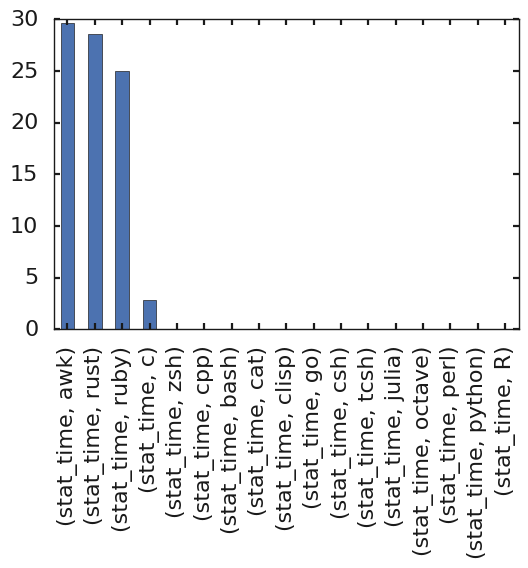 30
25
20
15
10
5
0
(stat_time, awk)
(stat_time, rust)
(stat_time, ruby)
(stat_time, c)
(stat_time, zsh)
(stat_time, cpp)
(stat_time, bash)
(stat_time, cat)
(stat_time, clisp)
(stat_time, go)
(stat_time, csh)
(stat_time, tcsh)
(stat_time, julia)
(stat_time, octave)
(stat_time, perl)
(stat_time, python)
(stat_time, R)